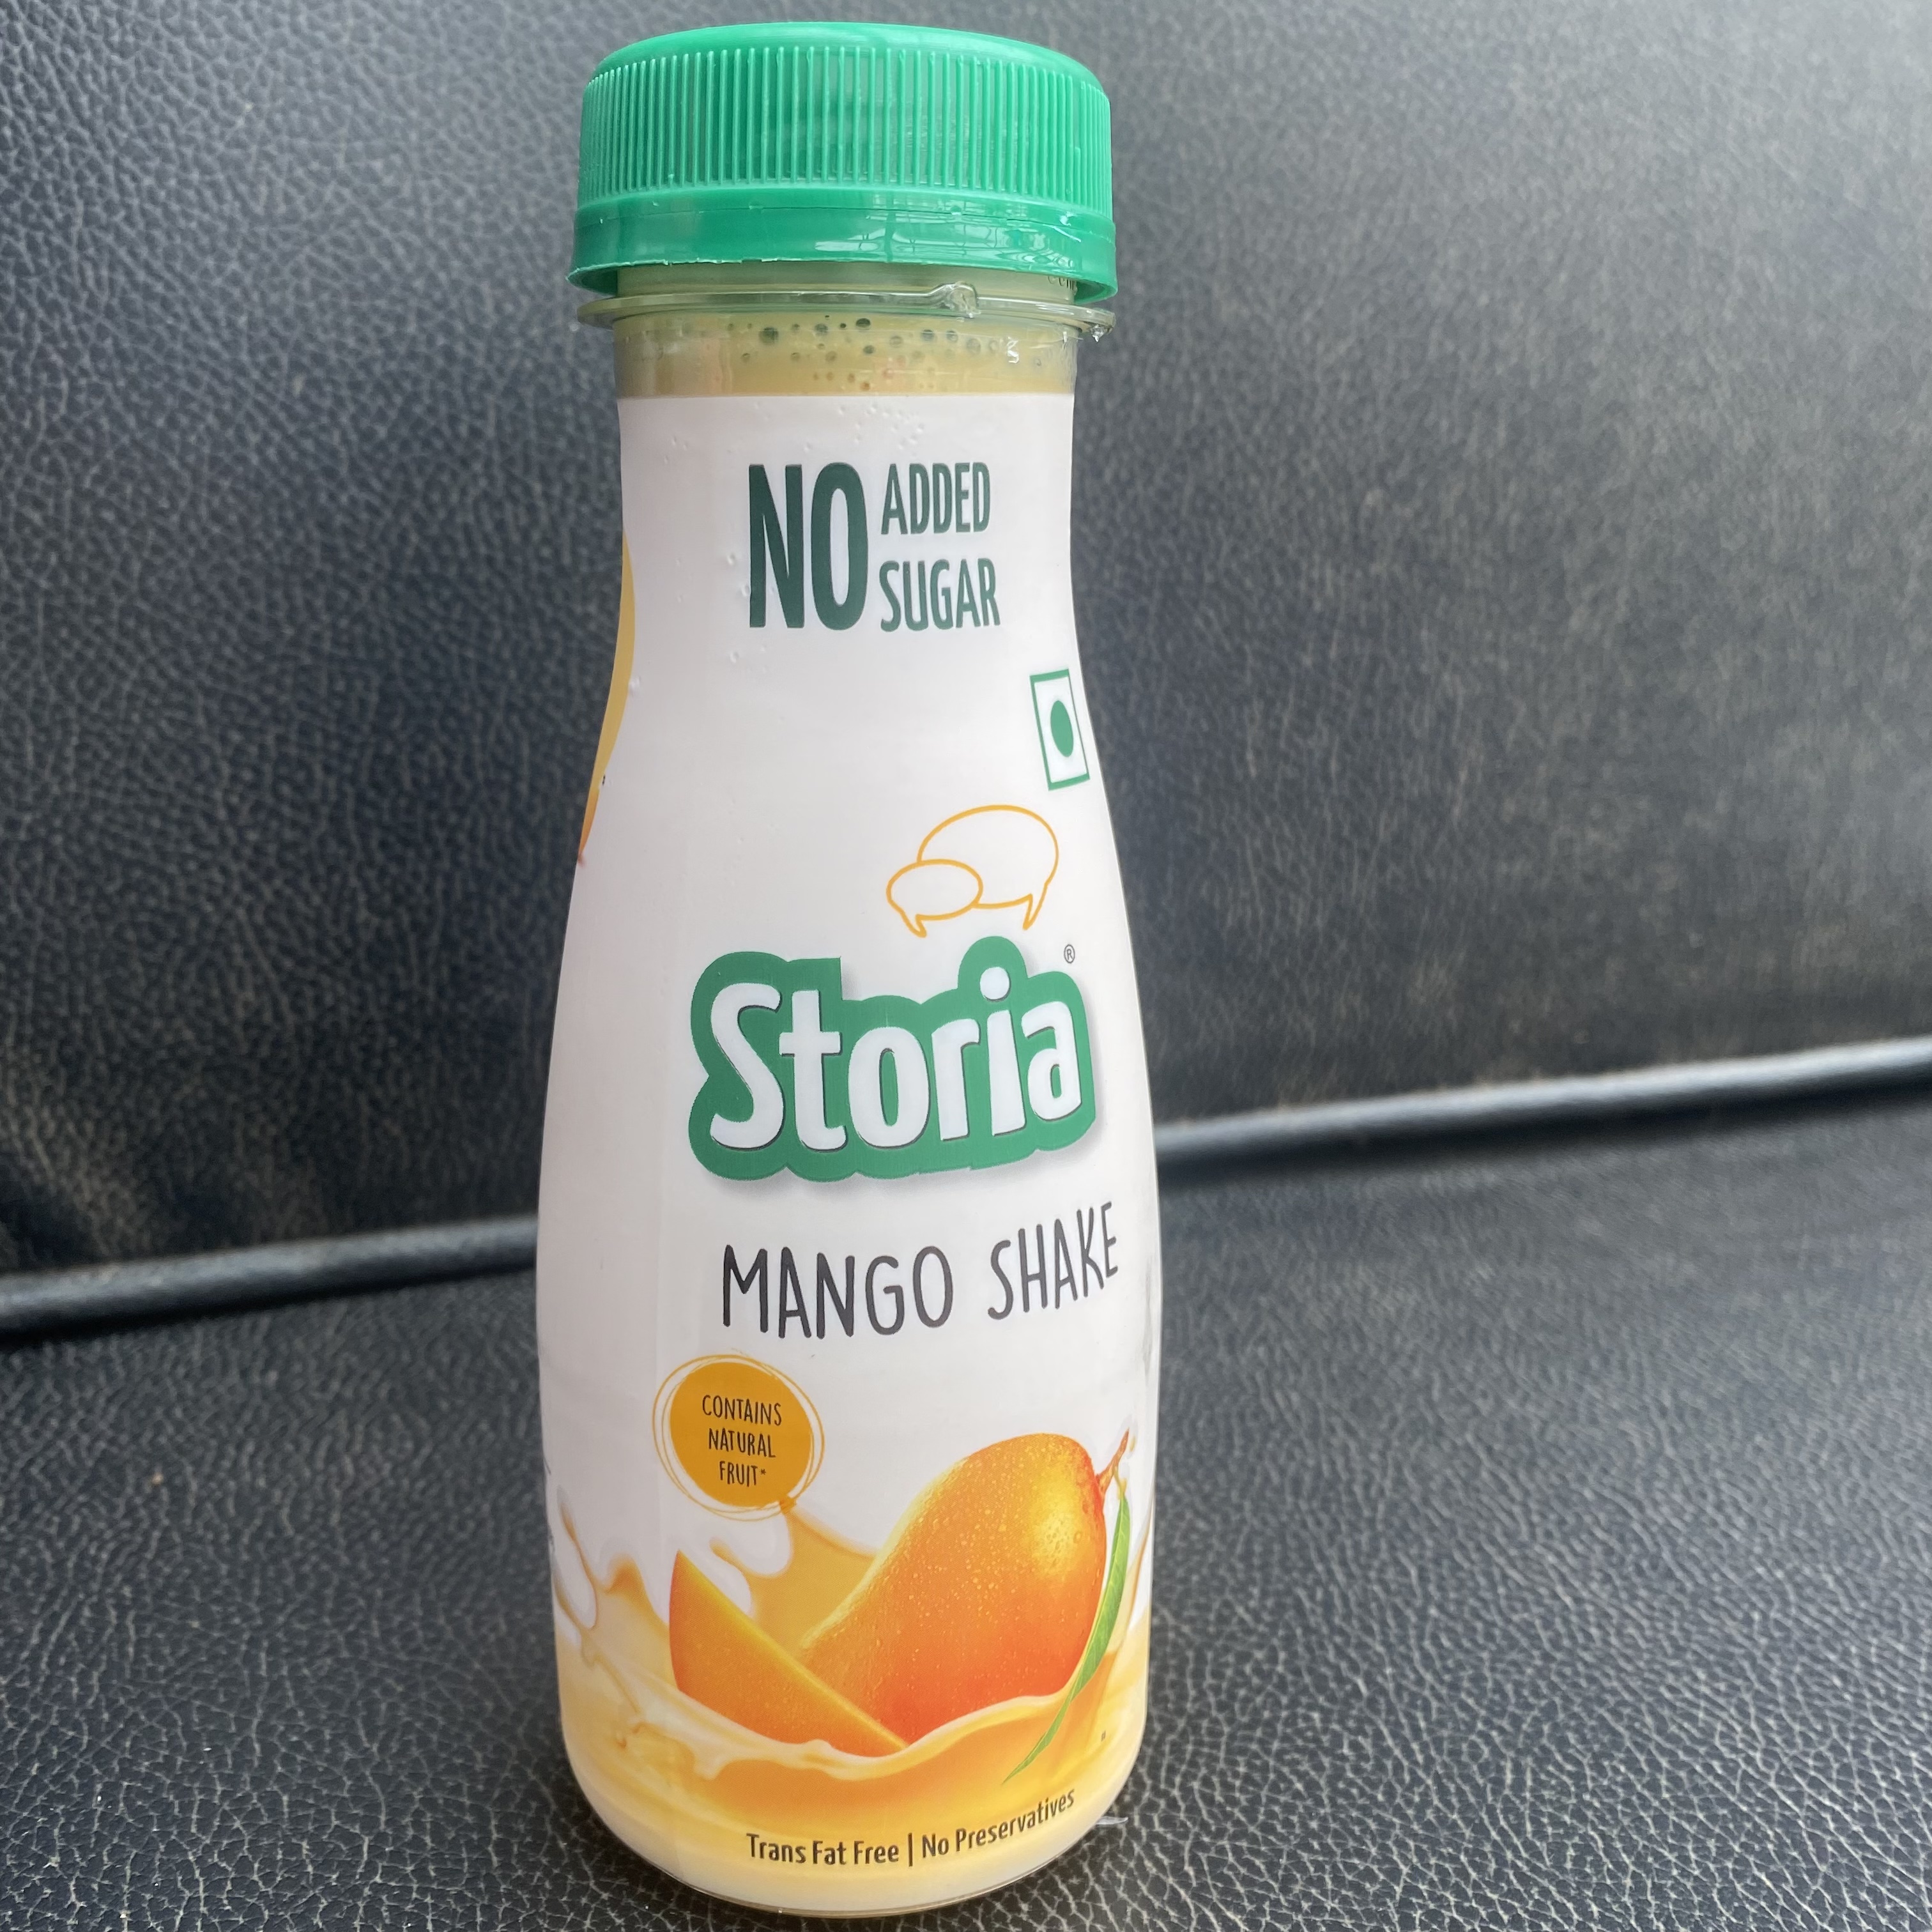 NO ADDED
SUGAR
Storia®
MANGO SHAKE
CONTAINS
NATURAL
FRUIT*
Trans Fat Free | No Preservatives